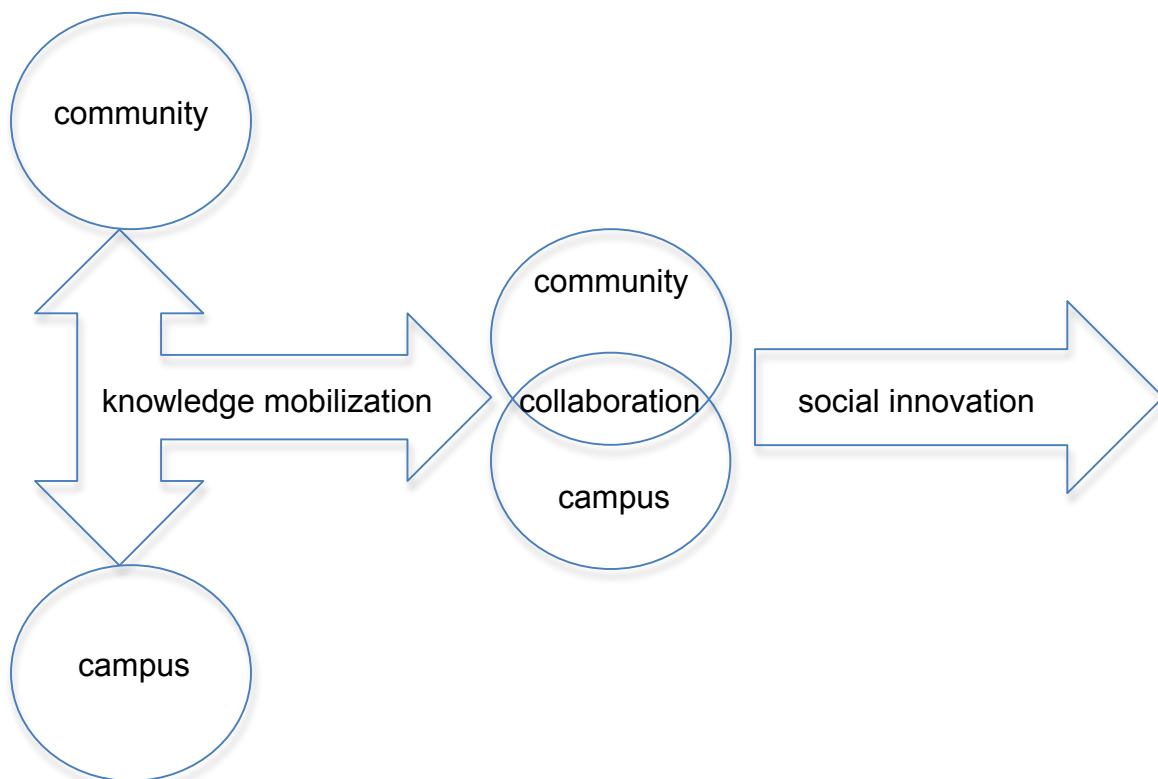 community
community
knowledge mobilization
collaboration
social innovation
campus
campus